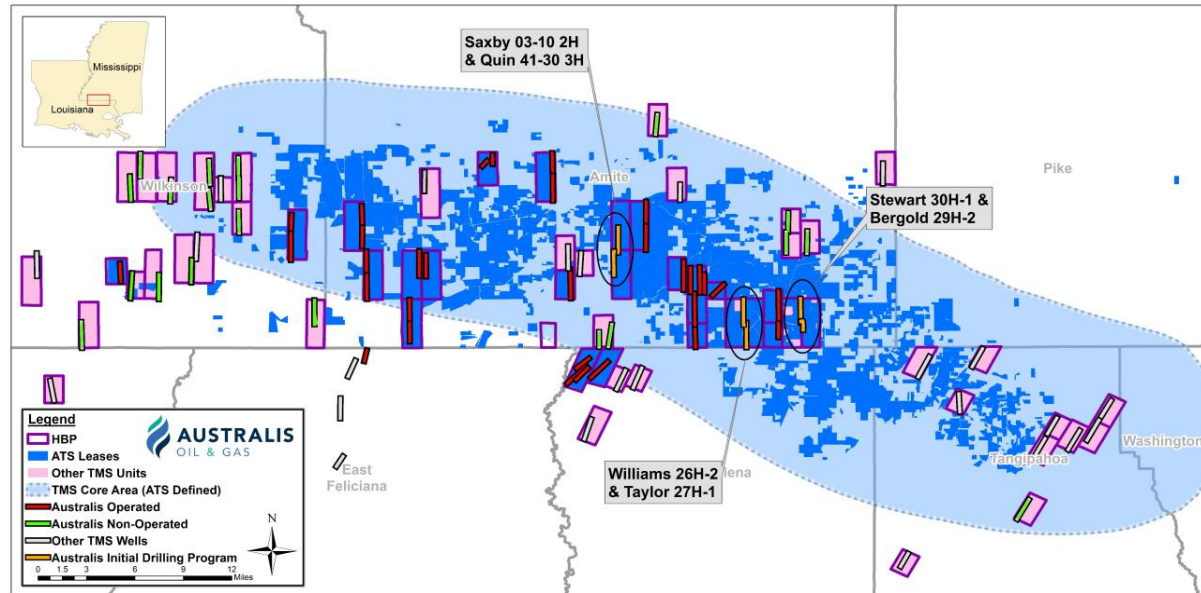 Mississippi
Louisiana
Saxby 03-10 2H
& Quin 41-30 3H
Wilkinson
Amite
Pike
Stewart 30H-1 &
Bergold 29H-2
Williams 26H-2
& Taylor 27H-1
East
Feliciana
Tangipahoa
Washington
Legend
HBP
ATS Leases
Other TMS Units
TMS Core Area (ATS Defined)
Australis Operated
Australis Non-Operated
Other TMS Wells
Australis Initial Drilling Program
AUSTRALIS
OIL & GAS
N
0 1.5 3 6 9 12
Miles